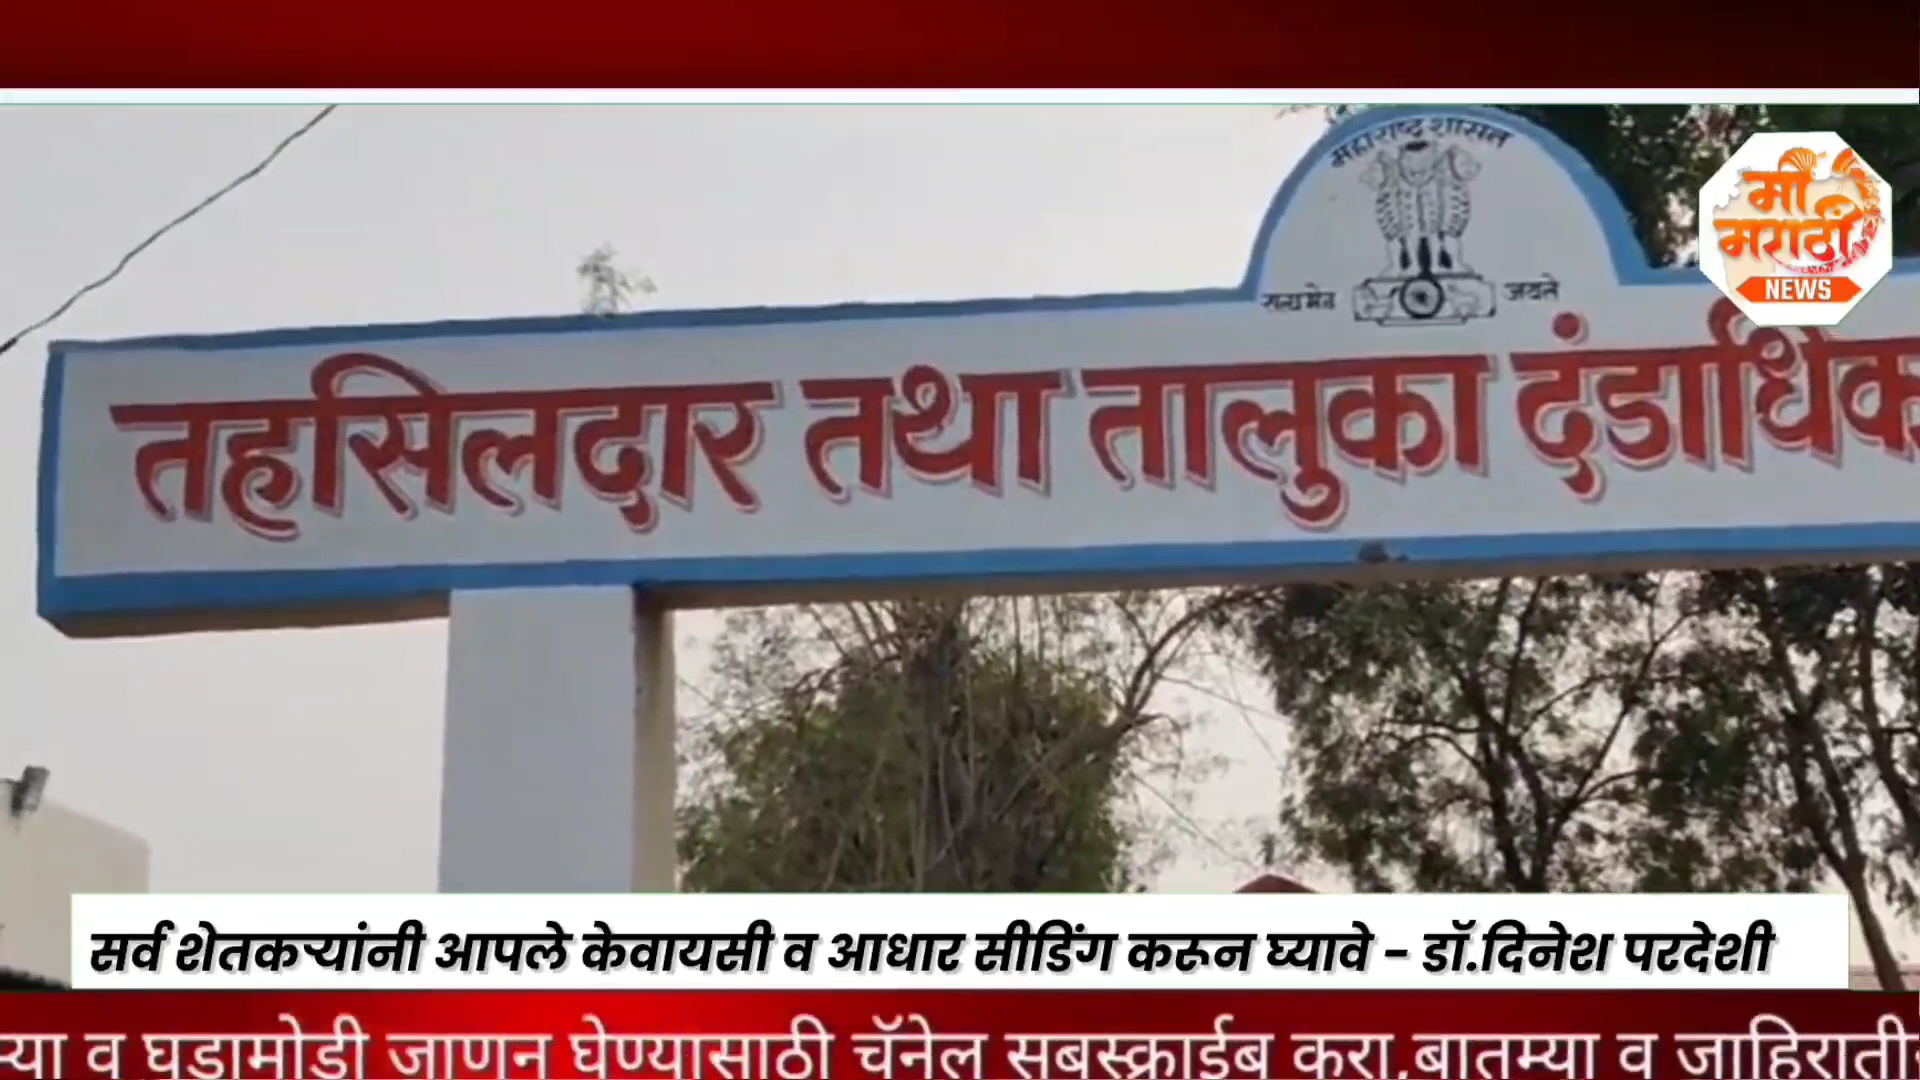 महाराष्ट्र शासन
सत्यमेव जयते
मी
मराठी
NEWS
तहसिलदार तथा तालुका दंडाधिक
सर्व शेतकऱ्यांनी आपले केवायसी व आधार सीडिंग करून घ्यावे - डॉ.दिनेश परदेशी
म्या व घडामोडी जाणन घेण्यासाठी चॅनेल सबस्क्राईब करा.बातम्या व जाहिराती